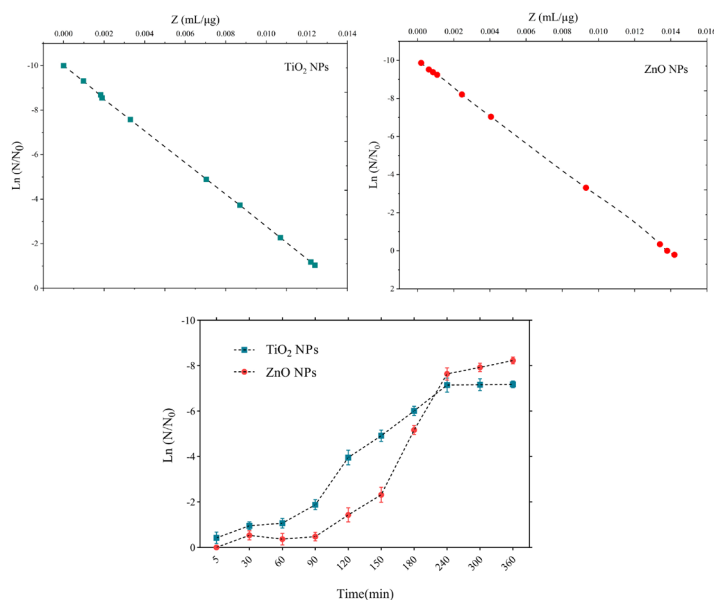 Z (mL/µg)
0.000 0.002 0.004 0.006 0.008 0.010 0.012 0.014
-10
-8
-6
-4
-2
0
Ln (N/N0)
TiO2 NPs
Z (mL/µg)
0.000 0.002 0.004 0.006 0.008 0.010 0.012 0.014 0.016
-10
-8
-6
-4
-2
0
2
Ln (N/N0)
ZnO NPs
-10
-8
-6
-4
-2
0
Ln (N/N0)
TiO2 NPs
ZnO NPs
5 30 60 90 120 150 180 240 300 360
Time(min)